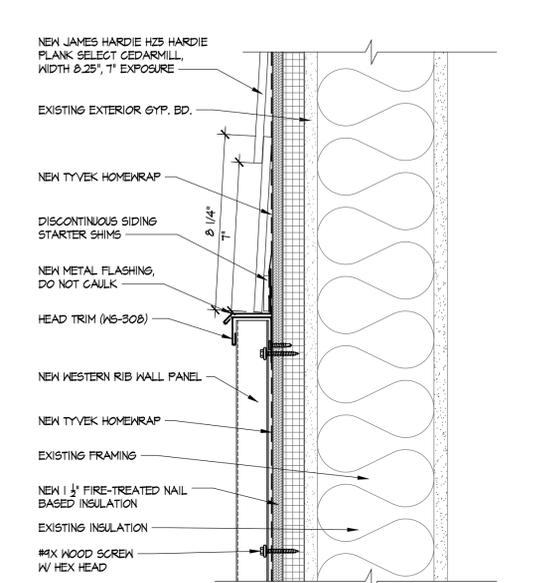 NEW JAMES HARDIE HZ5 HARDIE
PLANK SELECT CEDARMILL,
WIDTH 8.25", 7" EXPOSURE
EXISTING EXTERIOR GYP. BD.
NEW TYVEK HOMEWRAP
8 1/4"
7"
DISCONTINUOUS SIDING
STARTER SHIMS
NEW METAL FLASHING,
DO NOT CAULK
HEAD TRIM (WS-308)
NEW WESTERN RIB WALL PANEL
NEW TYVEK HOMEWRAP
EXISTING FRAMING
NEW 1 1/2" FIRE-TREATED NAIL
BASED INSULATION
EXISTING INSULATION
#9X WOOD SCREW
W/ HEX HEAD